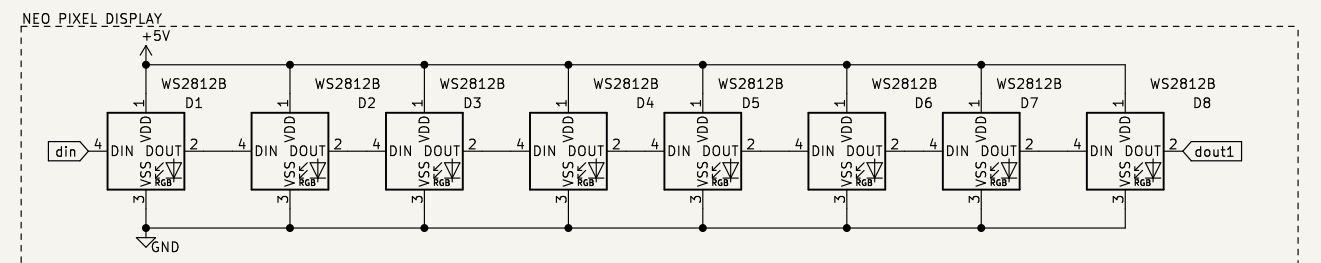 NEO PIXEL DISPLAY
+5V
WS2812B WS2812B WS2812B WS2812B WS2812B WS2812B WS2812B WS2812B
D1 D2 D3 D4 D5 D6 D7 D8
1 1 1 1 1 1 1 1
VDD VDD VDD VDD VDD VDD VDD VDD
din 4 DIN DOUT 2 4 DIN DOUT 2 4 DIN DOUT 2 4 DIN DOUT 2 4 DIN DOUT 2 4 DIN DOUT 2 4 DIN DOUT 2 4 DIN DOUT 2 dout1
VSS RGB VSS RGB VSS RGB VSS RGB VSS RGB VSS RGB VSS RGB VSS RGB
3 3 3 3 3 3 3 3
GND